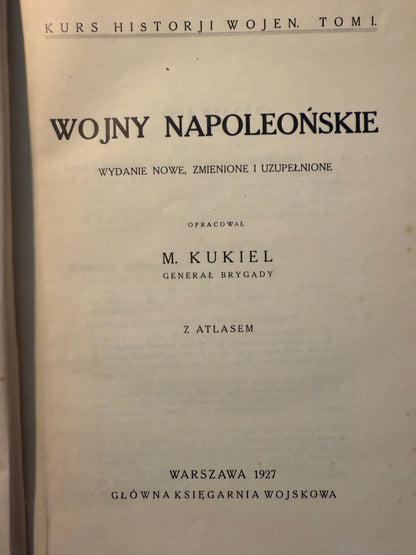 KURS HISTORJI WOJEN. TOM I.
WOJNY NAPOLEOŃSKIE
WYDANIE NOWE, ZMIENIONE I UZUPEŁNIONE
OPRACOWAŁ
M. KUKIEL
GENERAŁ BRYGADY
Z ATLASEM
WARSZAWA 1927
GŁÓWNA KSIĘGARNIA WOJSKOWA